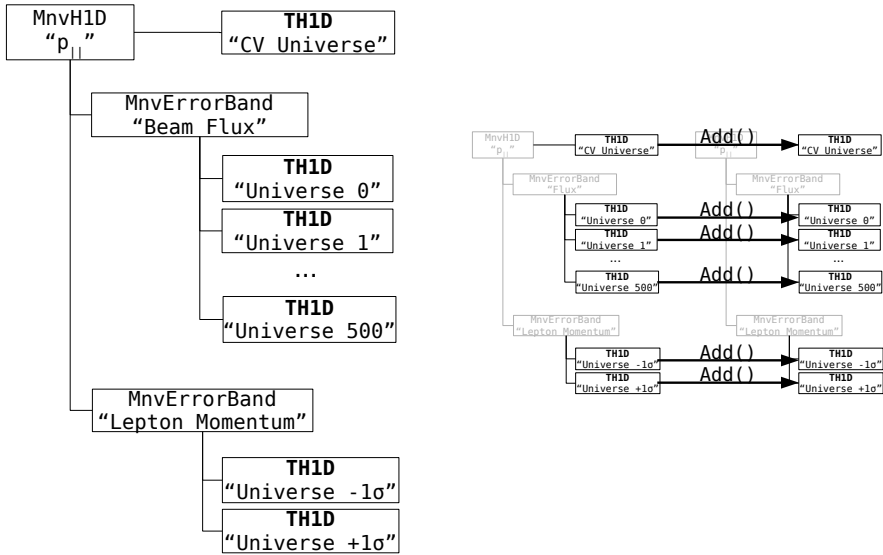 MnvH1D
“p||”
TH1D
“CV Universe”
MnvErrorBand
“Beam Flux”
TH1D
“Universe 0”
TH1D
“Universe 1”
...
TH1D
“Universe 500”
MnvErrorBand
“Lepton Momentum”
TH1D
“Universe -1σ”
TH1D
“Universe +1σ”
MnvH1D
“p||”
TH1D
“CV Universe”
Add()
TH1D
“p||”
TH1D
“CV Universe”
MnvErrorBand
“Flux”
MnvErrorBand
“Flux”
TH1D
“Universe 0”
Add()
TH1D
“Universe 0”
TH1D
“Universe 1”
Add()
TH1D
“Universe 1”
...
...
TH1D
“Universe 500”
Add()
TH1D
“Universe 500”
MnvErrorBand
“Lepton Momentum”
MnvErrorBand
“Lepton Momentum”
TH1D
“Universe -1σ”
Add()
TH1D
“Universe -1σ”
TH1D
“Universe +1σ”
Add()
TH1D
“Universe +1σ”